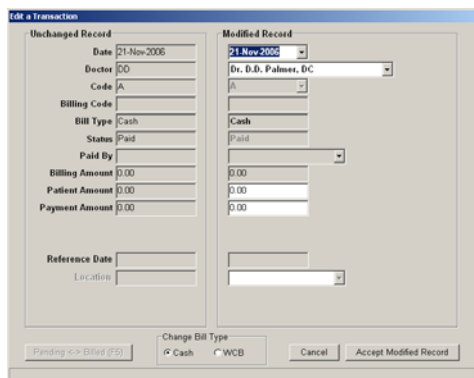 Edit a Transaction
Unchanged Record Modified Record
Date 21-Nov-2006 21-Nov-2006
Doctor DD Dr. D.D. Palmer, DC
Code A A
Billing Code
Bill Type Cash Cash
Status Paid Paid
Paid By
Billing Amount 0.00 0.00
Patient Amount 0.00 0.00
Payment Amount 0.00 0.00
Reference Date
Location
Change Bill Type
Pending <-> Billed (F5) Cash WCB Cancel Accept Modified Record